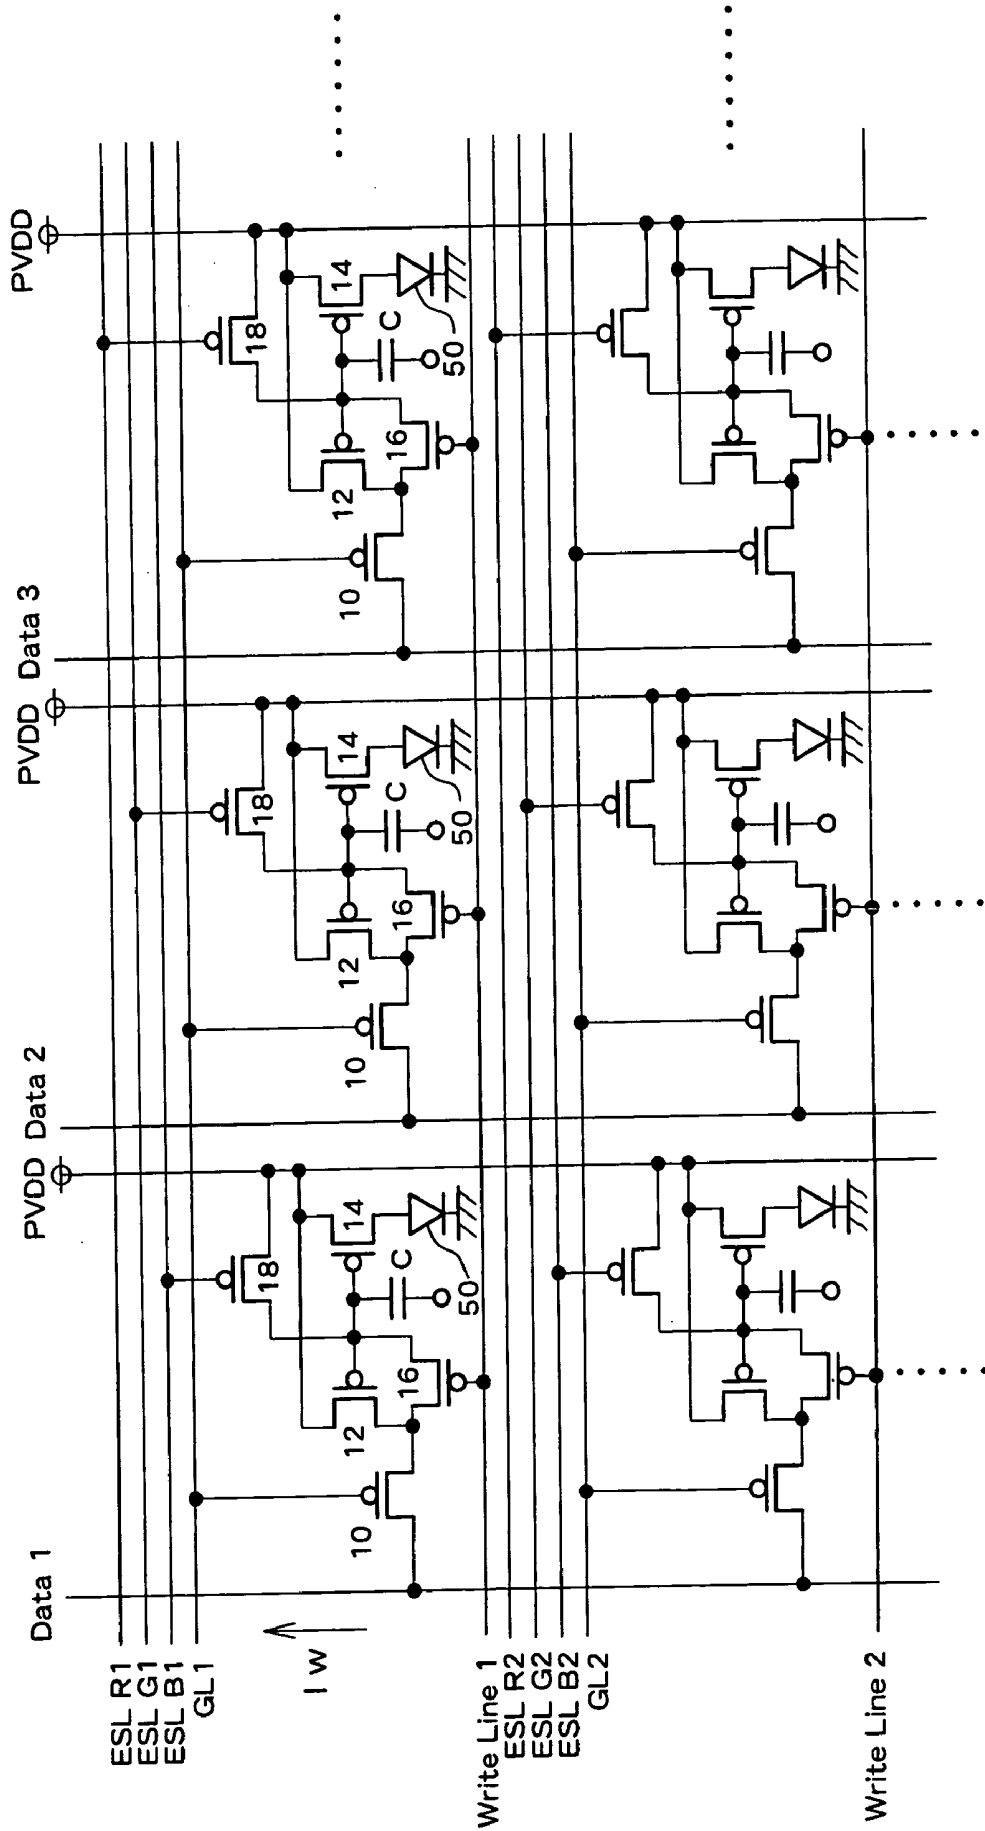 Data 1
PVDD
Data 2
PVDD
Data 3
PVDD
ESL R1
ESL G1
ESL B1
GL1
I w
10
12
16
18
14
C
50
10
12
16
18
14
C
50
10
12
16
18
14
C
50
Write Line 1
ESL R2
ESL G2
ESL B2
GL2
Write Line 2